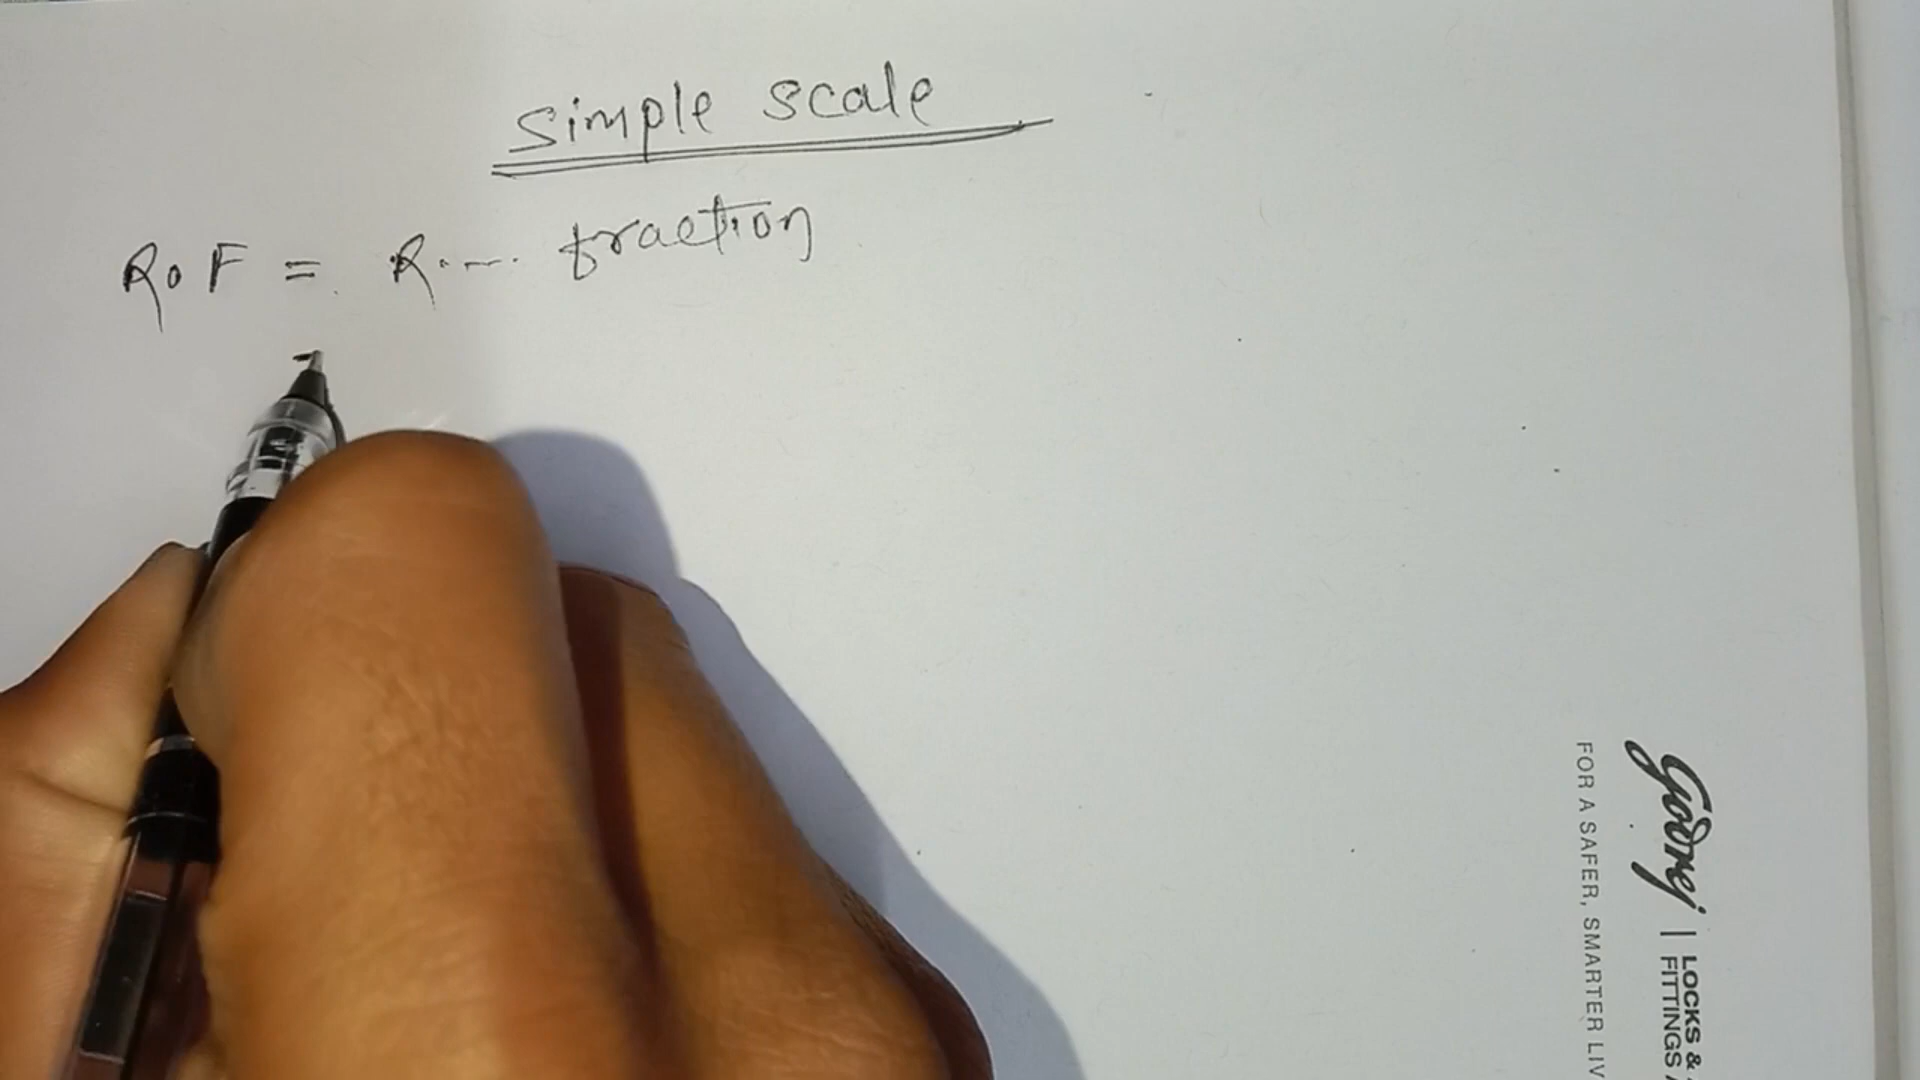 Simple scale
R.F = R.... fraction
Godrej | LOCKS &
FITTINGS
FOR A SAFER, SMARTER LIV